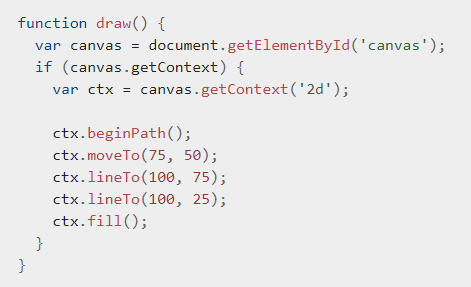 function draw() {
  var canvas = document.getElementById('canvas');
  if (canvas.getContext) {
    var ctx = canvas.getContext('2d');

    ctx.beginPath();
    ctx.moveTo(75, 50);
    ctx.lineTo(100, 75);
    ctx.lineTo(100, 25);
    ctx.fill();
  }
}